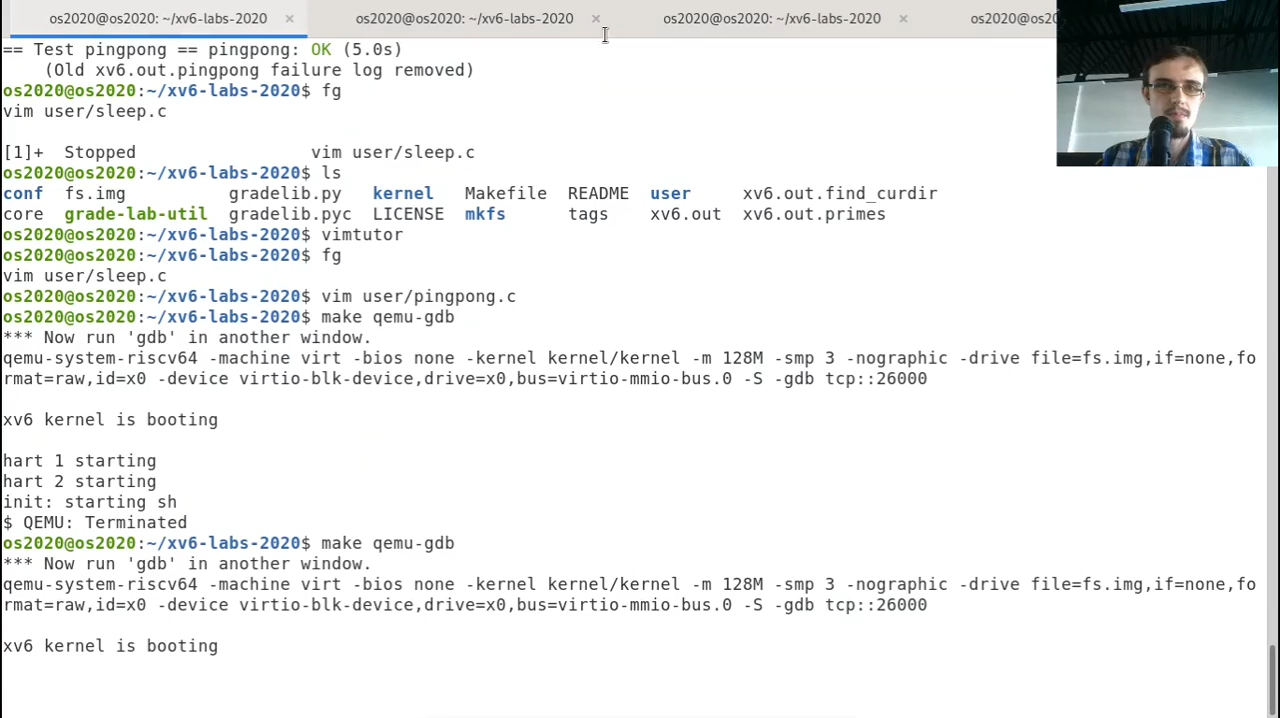 os2020@os2020: ~/xv6-labs-2020 × os2020@os2020: ~/xv6-labs-2020 × os2020@os2020: ~/xv6-labs-2020 × os2020@os20
== Test pingpong == pingpong: OK (5.0s)
    (Old xv6.out.pingpong failure log removed)
os2020@os2020:~/xv6-labs-2020$ fg
vim user/sleep.c
[1]+  Stopped                 vim user/sleep.c
os2020@os2020:~/xv6-labs-2020$ ls
conf  fs.img          gradelib.py   kernel   Makefile  README  user      xv6.out.find_curdir
core  grade-lab-util  gradelib.pyc  LICENSE  mkfs      tags    xv6.out   xv6.out.primes
os2020@os2020:~/xv6-labs-2020$ vimtutor
os2020@os2020:~/xv6-labs-2020$ fg
vim user/sleep.c
os2020@os2020:~/xv6-labs-2020$ vim user/pingpong.c
os2020@os2020:~/xv6-labs-2020$ make qemu-gdb
*** Now run 'gdb' in another window.
qemu-system-riscv64 -machine virt -bios none -kernel kernel/kernel -m 128M -smp 3 -nographic -drive file=fs.img,if=none,fo
rmat=raw,id=x0 -device virtio-blk-device,drive=x0,bus=virtio-mmio-bus.0 -S -gdb tcp::26000
xv6 kernel is booting
hart 1 starting
hart 2 starting
init: starting sh
$ QEMU: Terminated
os2020@os2020:~/xv6-labs-2020$ make qemu-gdb
*** Now run 'gdb' in another window.
qemu-system-riscv64 -machine virt -bios none -kernel kernel/kernel -m 128M -smp 3 -nographic -drive file=fs.img,if=none,fo
rmat=raw,id=x0 -device virtio-blk-device,drive=x0,bus=virtio-mmio-bus.0 -S -gdb tcp::26000
xv6 kernel is booting